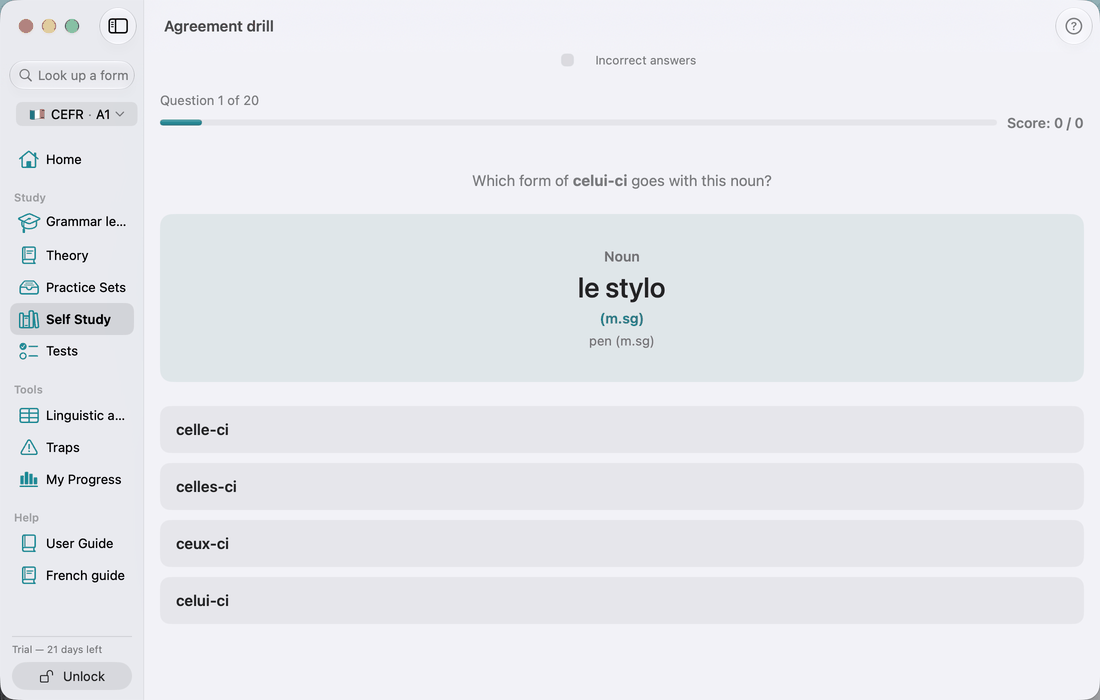 Agreement drill
?
Look up a form
Incorrect answers
CEFR · A1
Question 1 of 20
Score: 0 / 0
Home
Study
Grammar le...
Theory
Practice Sets
Self Study
Tests
Tools
Linguistic a...
Traps
My Progress
Help
User Guide
French guide
Trial — 21 days left
Unlock
Which form of celui-ci goes with this noun?
Noun
le stylo
(m.sg)
pen (m.sg)
celle-ci
celles-ci
ceux-ci
celui-ci